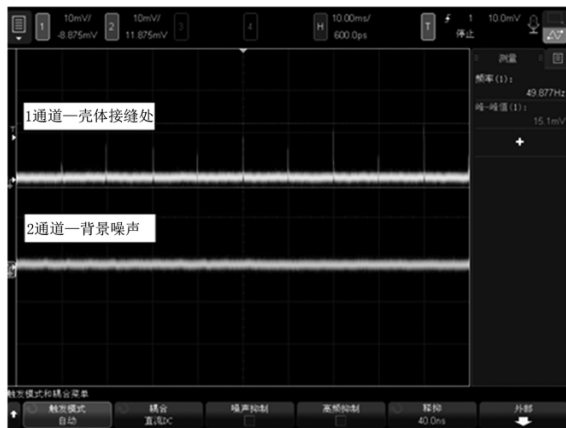 1 10mV/ -8.875mV 2 10mV/ 11.875mV 3 4 H 10.00ms/ 600.0ps T 1 10.0mV 停止
测量
频率(1):
49.877Hz
峰-峰值(1):
15.1mV
1通道—壳体接缝处
2通道—背景噪声
触发模式和耦合菜单
触发模式 自动 耦合 直流DC 噪声抑制 高频抑制 释抑 40.0ns 外部